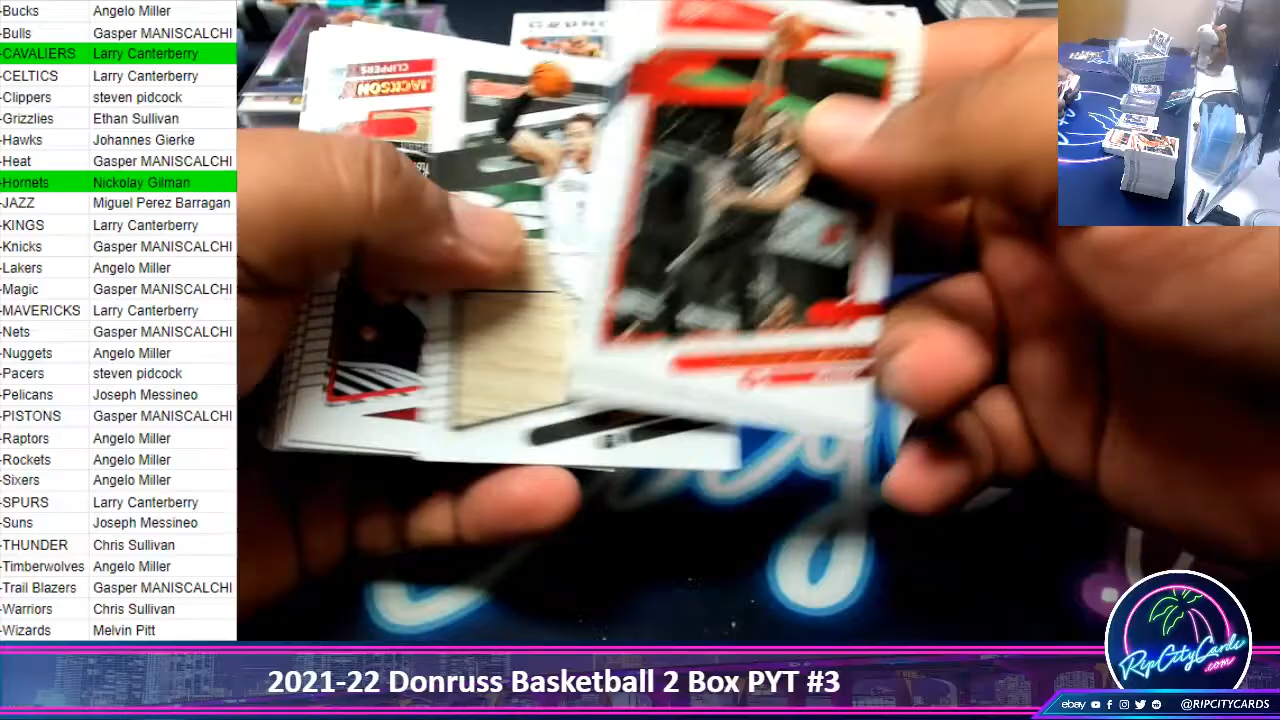 -Bucks Angelo Miller
-Bulls Gasper MANISCALCHI
-CAVALIERS Larry Canterberry
-CELTICS Larry Canterberry
-Clippers steven pidcock
-Grizzlies Ethan Sullivan
-Hawks Johannes Gierke
-Heat Gasper MANISCALCHI
-Hornets Nickolay Gilman
-JAZZ Miguel Perez Barragan
-KINGS Larry Canterberry
-Knicks Gasper MANISCALCHI
-Lakers Angelo Miller
-Magic Gasper MANISCALCHI
-MAVERICKS Larry Canterberry
-Nets Gasper MANISCALCHI
-Nuggets Angelo Miller
-Pacers steven pidcock
-Pelicans Joseph Messineo
-PISTONS Gasper MANISCALCHI
-Raptors Angelo Miller
-Rockets Angelo Miller
-Sixers Angelo Miller
-SPURS Larry Canterberry
-Suns Joseph Messineo
-THUNDER Chris Sullivan
-Timberwolves Angelo Miller
-Trail Blazers Gasper MANISCALCHI
-Warriors Chris Sullivan
-Wizards Melvin Pitt
CLIPPERS
JACKSON
2021-22 Donruss Basketball 2 Box PYT #3
RipCityCards
.com
ebay @RIPCITYCARDS